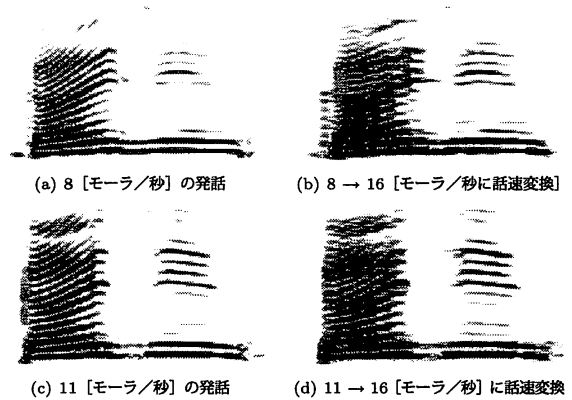 (a) 8［モーラ／秒］の発話
(b) 8 → 16［モーラ／秒に話速変換］
(c) 11［モーラ／秒］の発話
(d) 11 → 16［モーラ／秒］に話速変換